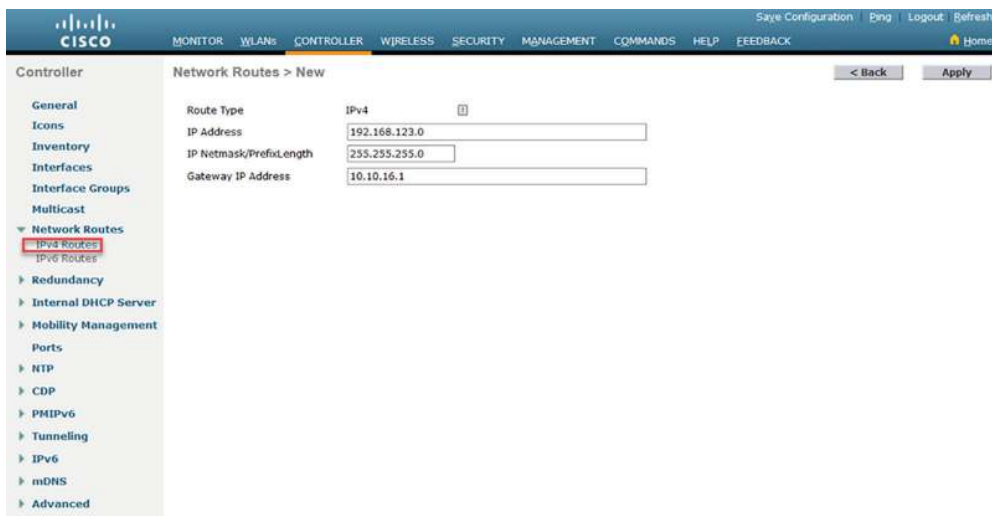 Save Configuration Ping Logout Refresh
CISCO MONITOR WLANs CONTROLLER WIRELESS SECURITY MANAGEMENT COMMANDS HELP FEEDBACK Home
Controller
General
Icons
Inventory
Interfaces
Interface Groups
Multicast
Network Routes
IPv4 Routes
IPv6 Routes
Redundancy
Internal DHCP Server
Mobility Management
Ports
NTP
CDP
PMIPv6
Tunneling
IPv6
mDNS
Advanced
Network Routes > New
< Back Apply
Route Type IPv4
IP Address 192.168.123.0
IP Netmask/PrefixLength 255.255.255.0
Gateway IP Address 10.10.16.1